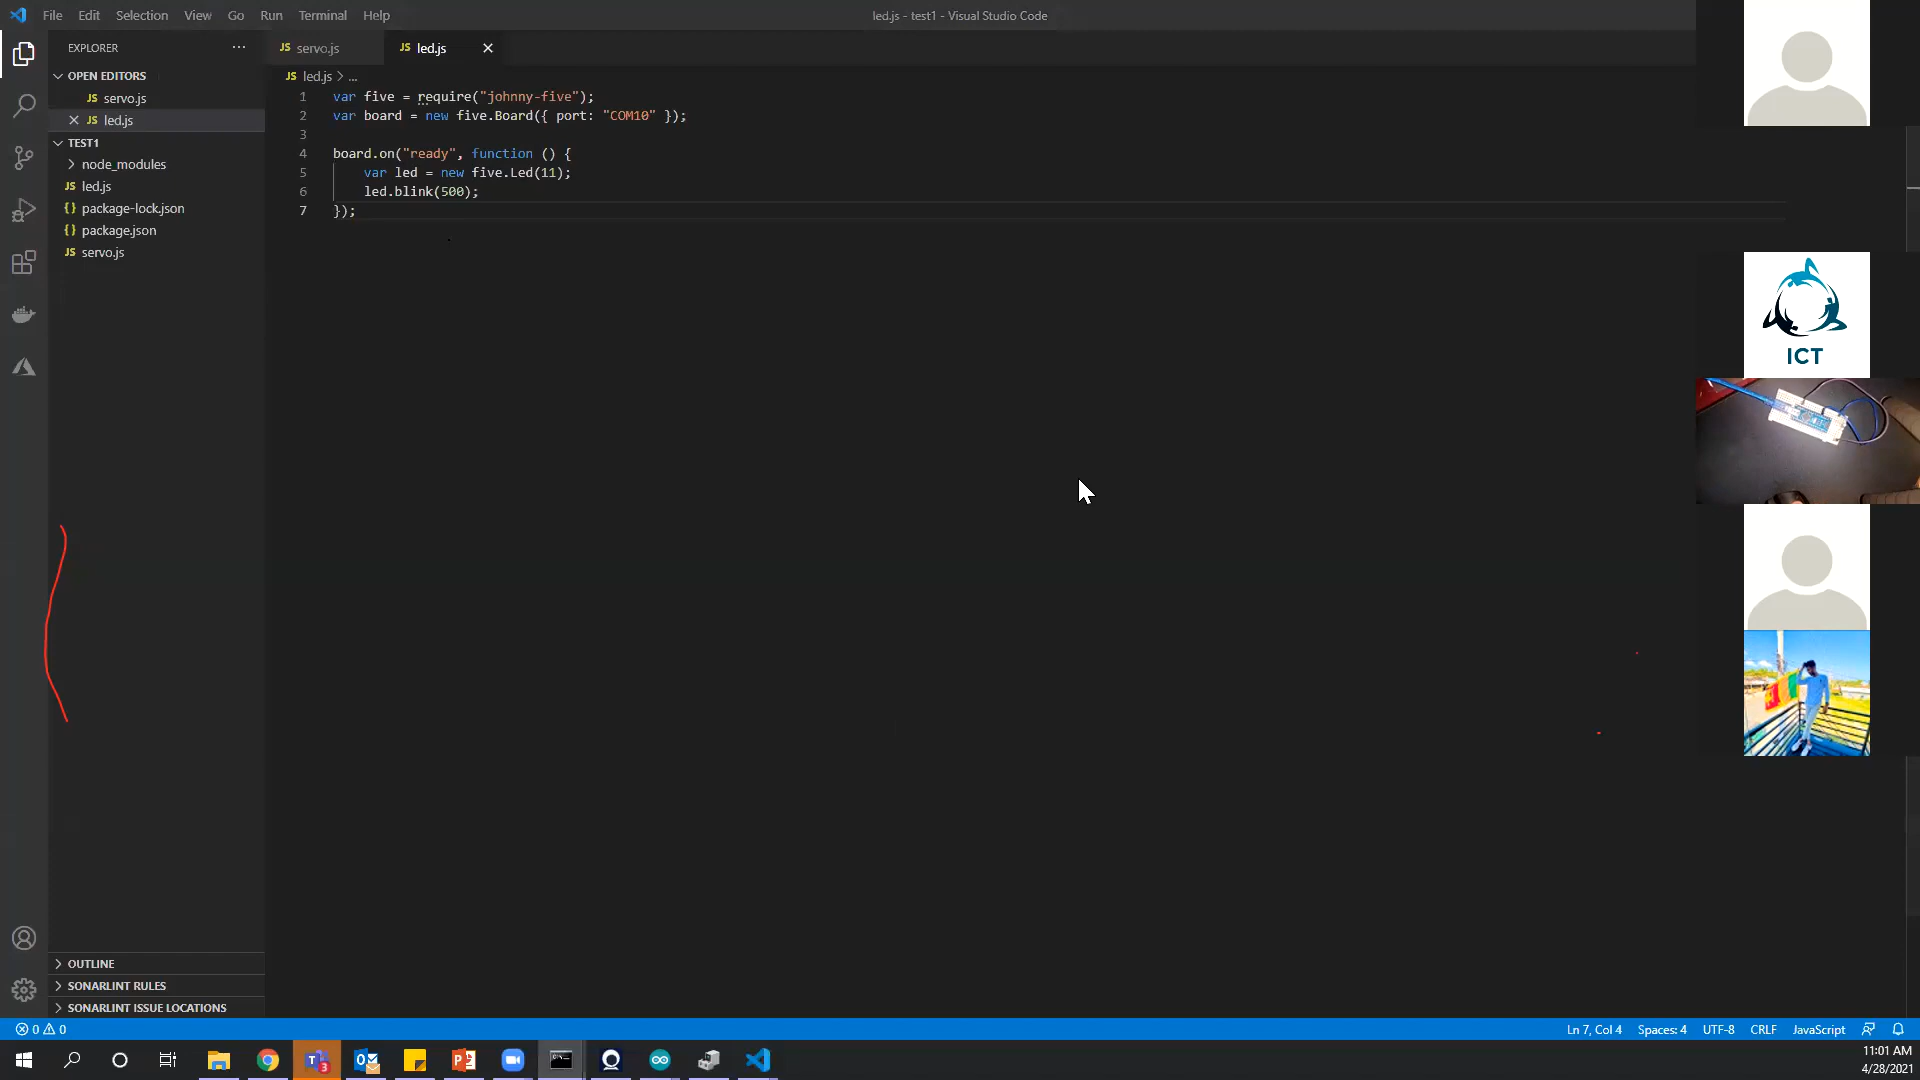 File Edit Selection View Go Run Terminal Help
led.js - test1 - Visual Studio Code
EXPLORER ...
OPEN EDITORS
JS servo.js
JS led.js
TEST1
node_modules
JS led.js
{} package-lock.json
{} package.json
JS servo.js
OUTLINE
SONARLINT RULES
SONARLINT ISSUE LOCATIONS
JS servo.js JS led.js
JS led.js > ...
1 var five = require("johnny-five");
2 var board = new five.Board({ port: "COM10" });
3
4 board.on("ready", function () {
5 var led = new five.Led(11);
6 led.blink(500);
7 });
ICT
0 0
Ln 7, Col 4 Spaces: 4 UTF-8 CRLF JavaScript
11:01 AM
4/28/2021